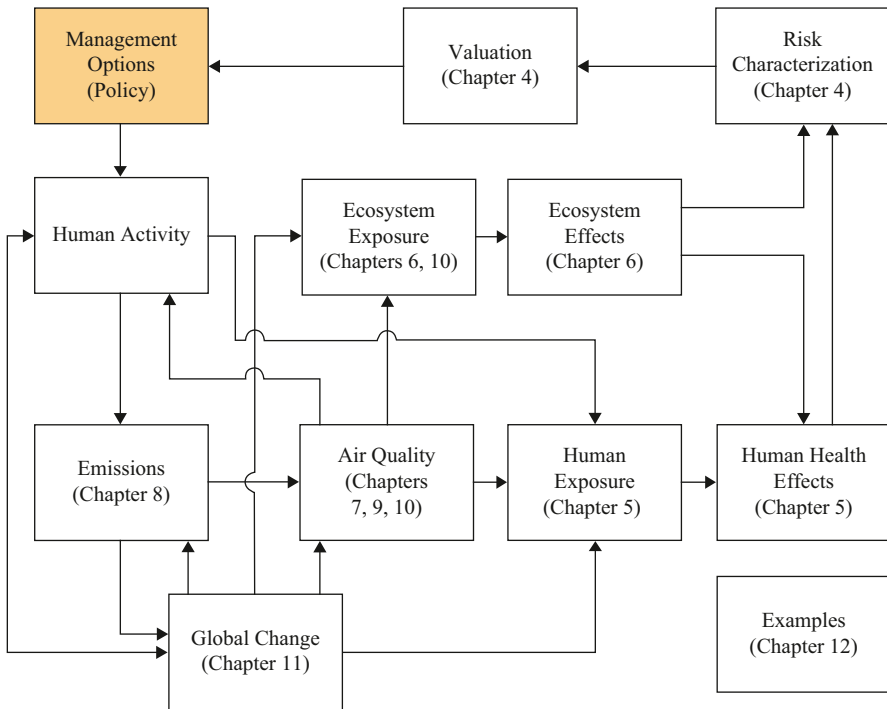 Management
Options
(Policy)
Valuation
(Chapter 4)
Risk
Characterization
(Chapter 4)
Human Activity
Ecosystem
Exposure
(Chapters 6, 10)
Ecosystem
Effects
(Chapter 6)
Emissions
(Chapter 8)
Air Quality
(Chapters
7, 9, 10)
Human
Exposure
(Chapter 5)
Human Health
Effects
(Chapter 5)
Global Change
(Chapter 11)
Examples
(Chapter 12)